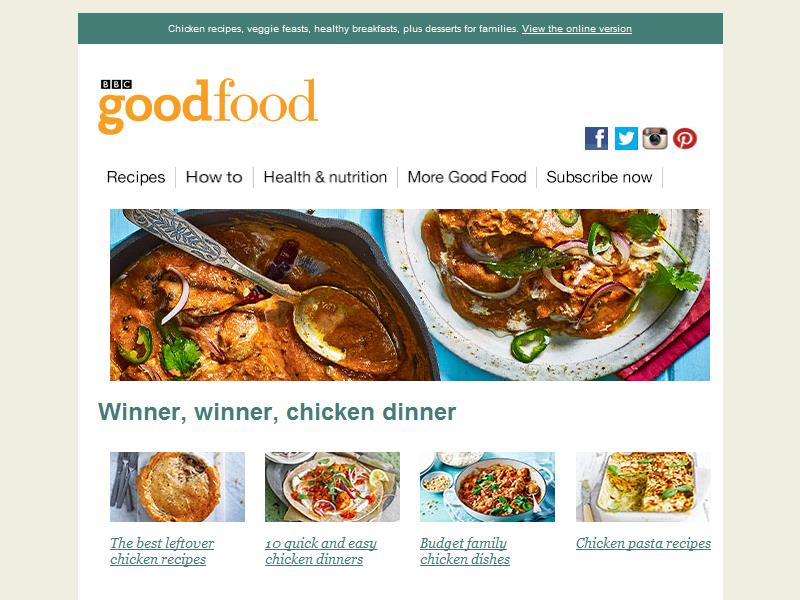 Chicken recipes, veggie feasts, healthy breakfasts, plus desserts for families. View the online version
BBC
goodfood
Recipes
How to
Health & nutrition
More Good Food
Subscribe now
Winner, winner, chicken dinner
The best leftover
chicken recipes
10 quick and easy
chicken dinners
Budget family
chicken dishes
Chicken pasta recipes